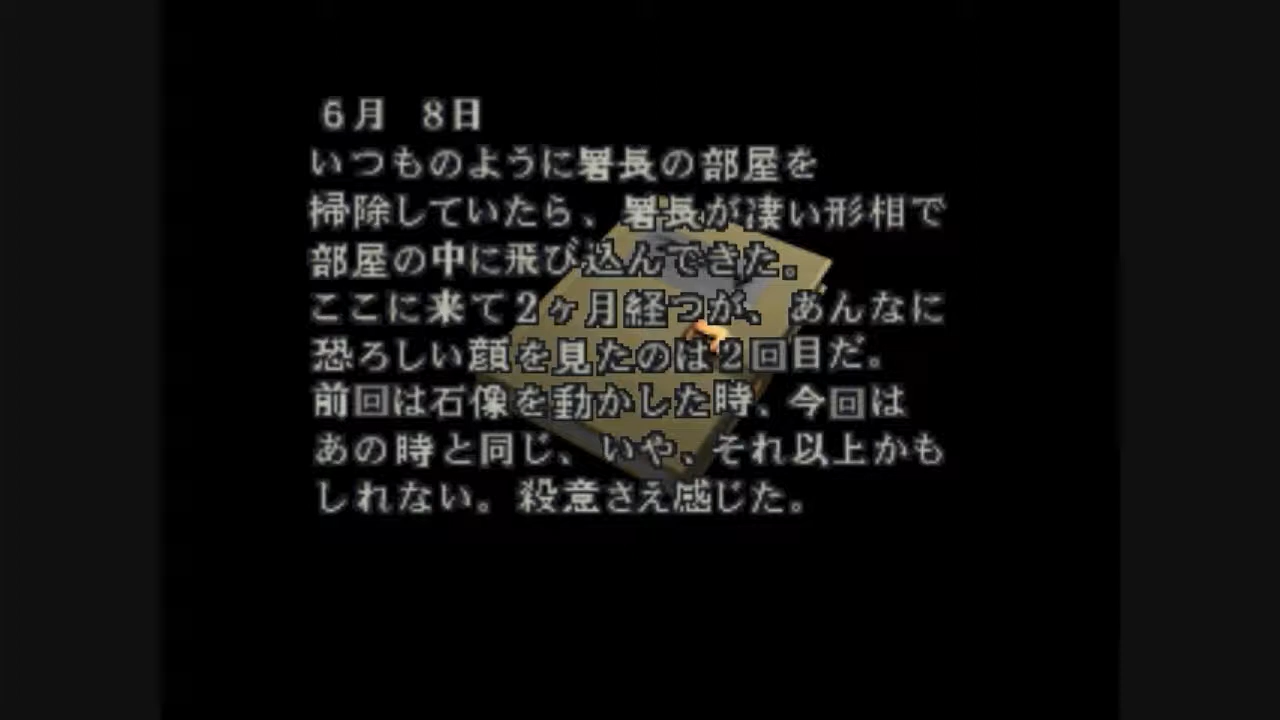 6月 8日
いつものように署長の部屋を
掃除していたら、署長が凄い形相で
部屋の中に飛び込んできた。
ここに来て2ヶ月経つが、あんなに
恐ろしい顔を見たのは2回目だ。
前回は石像を動かした時、今回は
あの時と同じ、いや、それ以上かも
しれない。殺意さえ感じた。